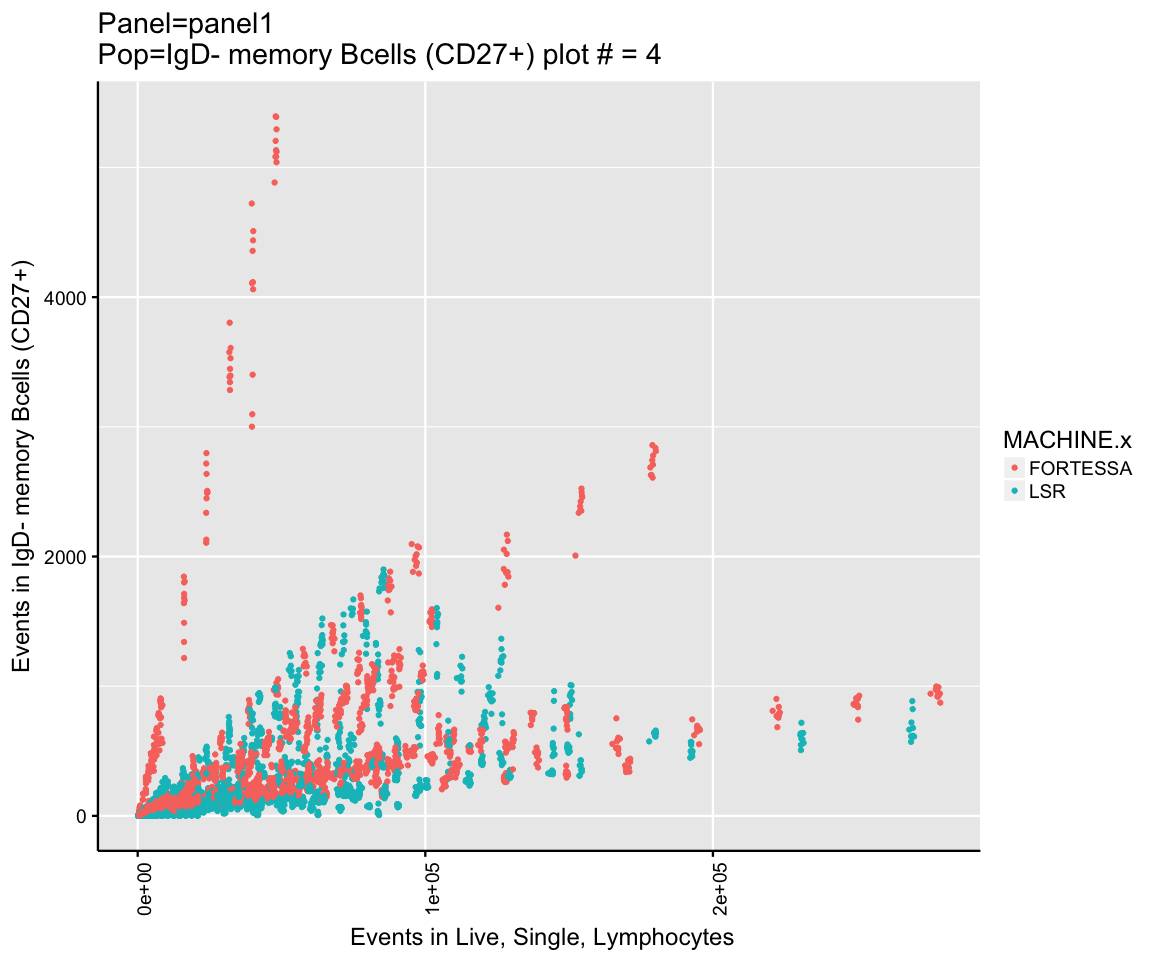 Panel=panel1
Pop=IgD- memory Bcells (CD27+) plot # = 4
Events in IgD- memory Bcells (CD27+)
4000
2000
0
0e+00
1e+05
2e+05
Events in Live, Single, Lymphocytes
MACHINE.x
FORTESSA
LSR